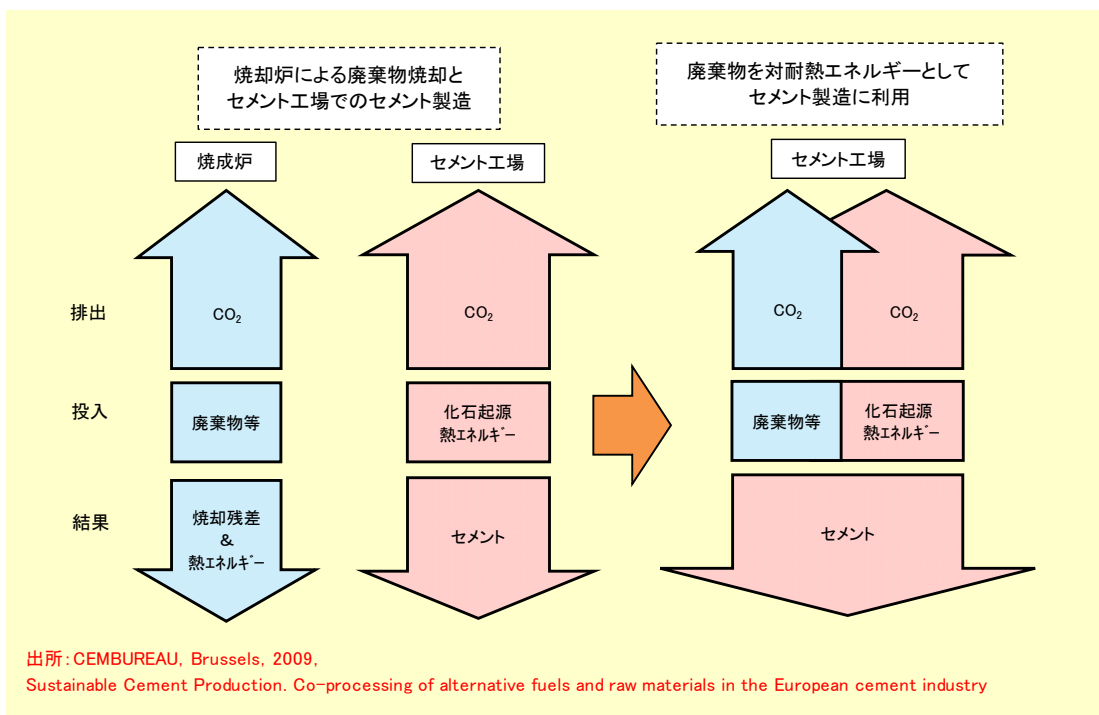 焼却炉による廃棄物焼却と
セメント工場でのセメント製造
廃棄物を対耐熱エネルギーとして
セメント製造に利用
焼成炉
セメント工場
セメント工場
排出
CO₂
CO₂
CO₂
CO₂
投入
廃棄物等
化石起源
熱エネルギー
廃棄物等
化石起源
熱エネルギー
結果
焼却残差
&
熱エネルギー
セメント
セメント
出所：CEMBUREAU, Brussels, 2009,
Sustainable Cement Production. Co-processing of alternative fuels and raw materials in the European cement industry